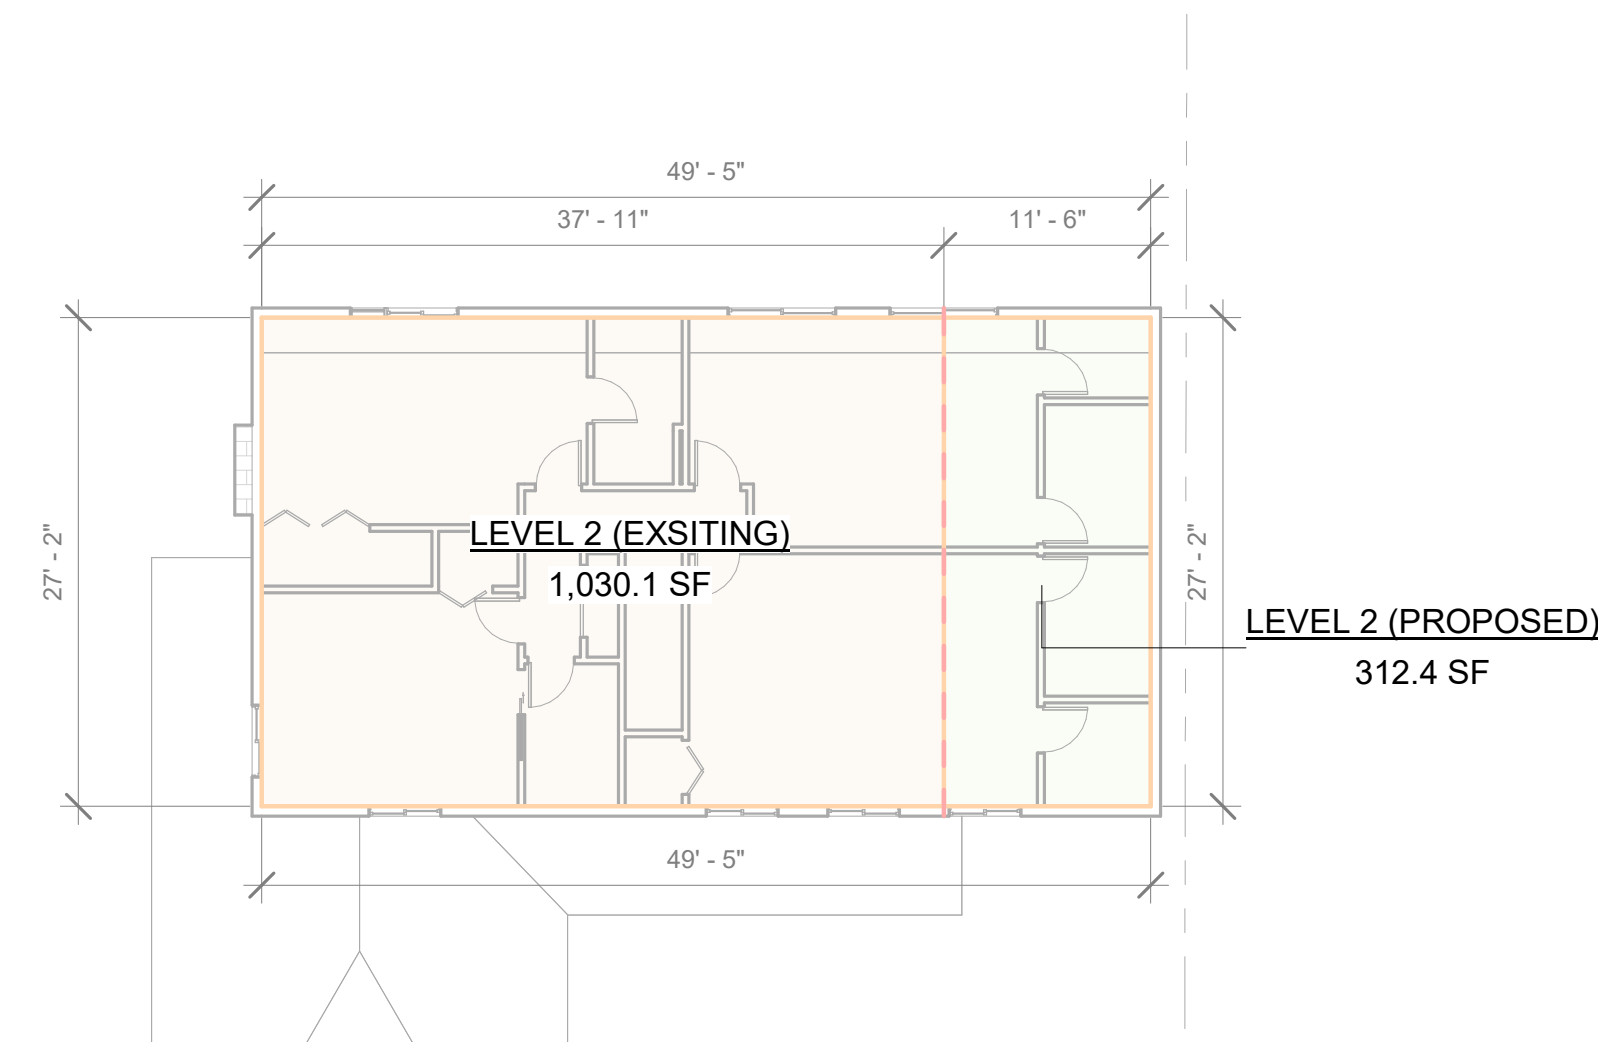 49' - 5"
37' - 11"
11' - 6"
27' - 2"
LEVEL 2 (EXSITING)
1,030.1 SF
27' - 2"
LEVEL 2 (PROPOSED)
312.4 SF
49' - 5"